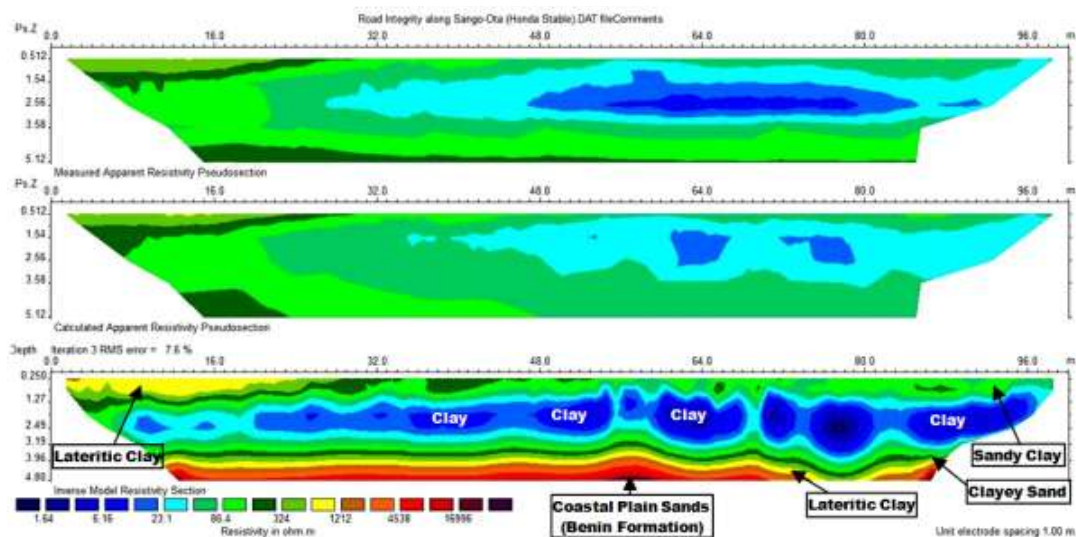 Road Integrity along Sango-Ota (Honda Stable).DAT fileComments
Ps.Z 0.0 16.0 32.0 48.0 64.0 80.0 96.0 m
0.512
1.54
2.56
3.58
5.12
Measured Apparent Resistivity Pseudosection
Ps.Z 0.0 16.0 32.0 48.0 64.0 80.0 96.0 m.
0.512
1.54
2.56
3.58
5.12
Calculated Apparent Resistivity Pseudosection
Depth Iteration 3 RMS error = 7.6 %
0.0 16.0 32.0 48.0 64.0 80.0 96.0 m.
0.250
1.27
2.45
3.19
3.96
4.88
Clay Clay Clay Clay
Lateritic Clay
Sandy Clay
Clayey Sand
Lateritic Clay
Coastal Plain Sands
(Benin Formation)
Inverse Model Resistivity Section
1.64 6.16 23.1 86.4 324 1212 4538 16996
Resistivity in ohm.m
Unit electrode spacing 1.00 m.